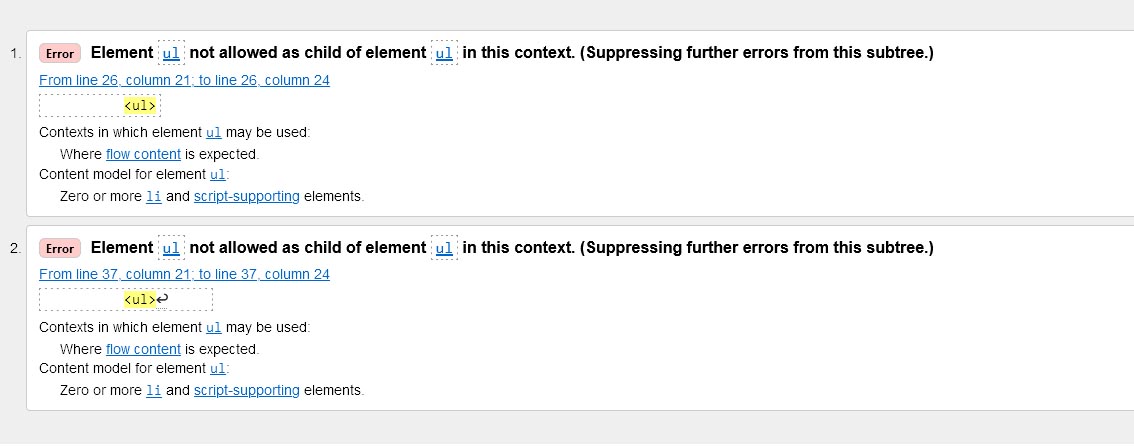 1. Error Element ul not allowed as child of element ul in this context. (Suppressing further errors from this subtree.)
From line 26, column 21; to line 26, column 24
<ul>
Contexts in which element ul may be used:
Where flow content is expected.
Content model for element ul:
Zero or more li and script-supporting elements.
2. Error Element ul not allowed as child of element ul in this context. (Suppressing further errors from this subtree.)
From line 37, column 21; to line 37, column 24
<ul>↩
Contexts in which element ul may be used:
Where flow content is expected.
Content model for element ul:
Zero or more li and script-supporting elements.